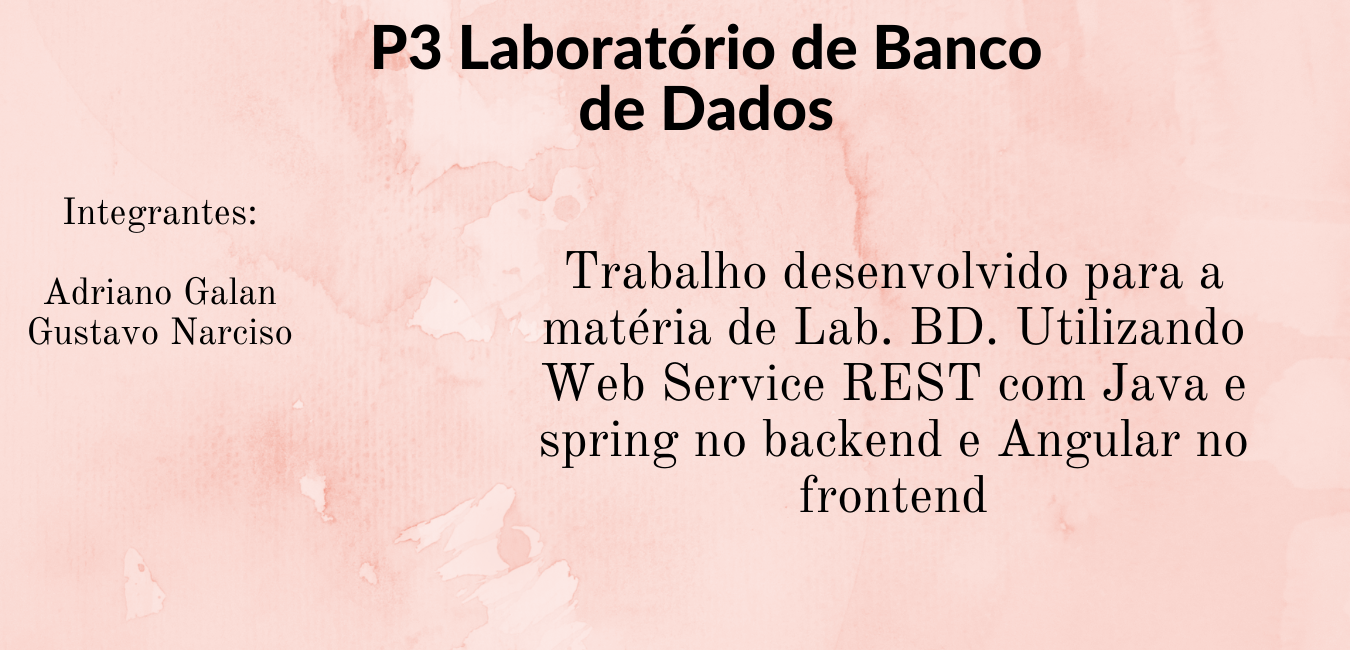 P3 Laboratório de Banco
de Dados
Integrantes:
Adriano Galan
Gustavo Narciso
Trabalho desenvolvido para a
matéria de Lab. BD. Utilizando
Web Service REST com Java e
spring no backend e Angular no
frontend